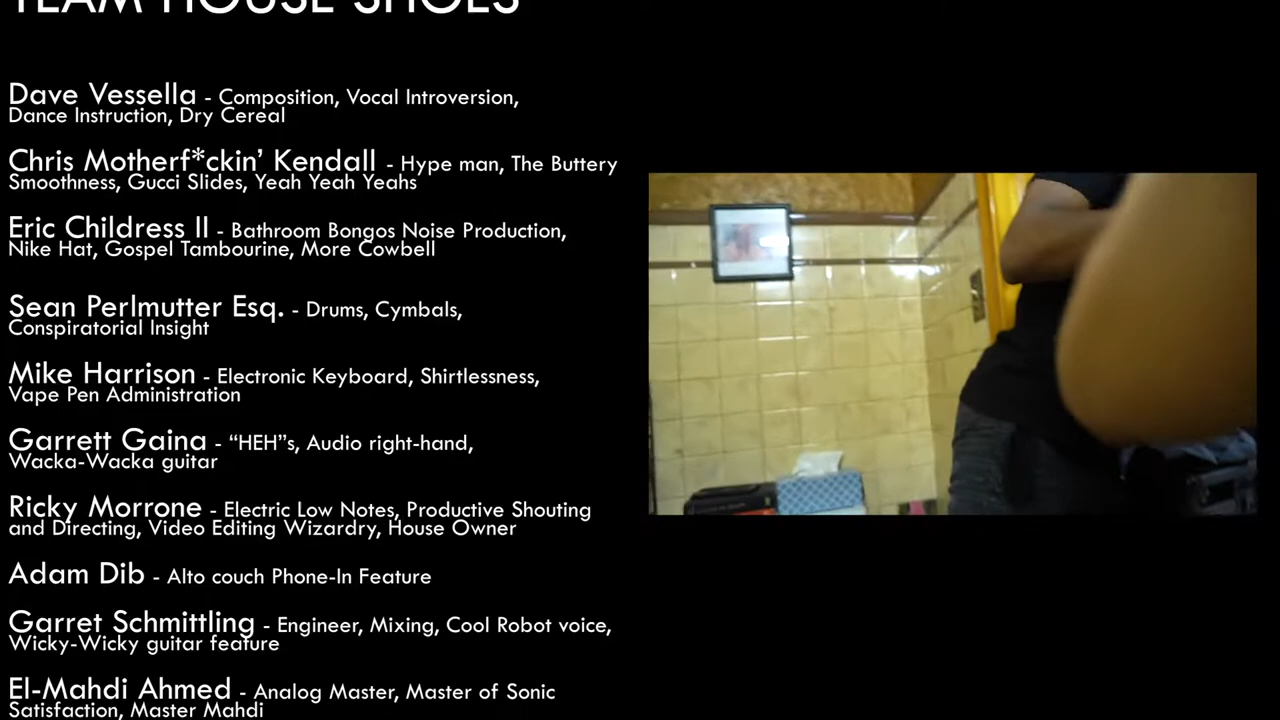 TEAM HOUSE SHOES
Dave Vessella - Composition, Vocal Introversion,
Dance Instruction, Dry Cereal
Chris Motherf*ckin’ Kendall - Hype man, The Buttery
Smoothness, Gucci Slides, Yeah Yeah Yeahs
Eric Childress II - Bathroom Bongos Noise Production,
Nike Hat, Gospel Tambourine, More Cowbell
Sean Perlmutter Esq. - Drums, Cymbals,
Conspiratorial Insight
Mike Harrison - Electronic Keyboard, Shirtlessness,
Vape Pen Administration
Garrett Gaina - “HEH”s, Audio right-hand,
Wacka-Wacka guitar
Ricky Morrone - Electric Low Notes, Productive Shouting
and Directing, Video Editing Wizardry, House Owner
Adam Dib - Alto couch Phone-In Feature
Garret Schmittling - Engineer, Mixing, Cool Robot voice,
Wicky-Wicky guitar feature
El-Mahdi Ahmed - Analog Master, Master of Sonic
Satisfaction, Master Mahdi